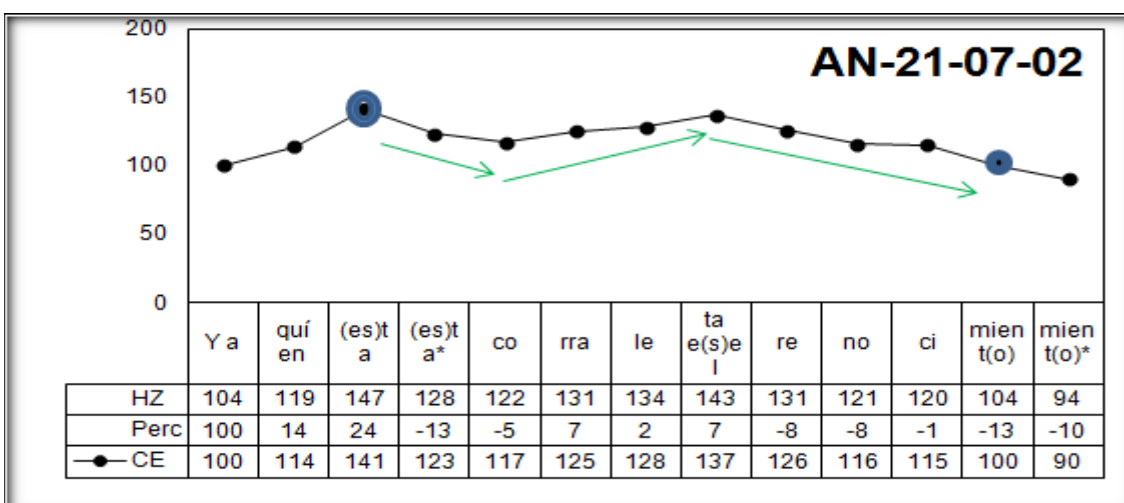 200
AN-21-07-02
150
100
50
0
Y a quí en (es)t a (es)t a* co rra le ta e(s)e l re no ci mien t(o) mien t(o)*
HZ 104 119 147 128 122 131 134 143 131 121 120 104 94
Perc 100 14 24 -13 -5 7 2 7 -8 -8 -1 -13 -10
CE 100 114 141 123 117 125 128 137 126 116 115 100 90